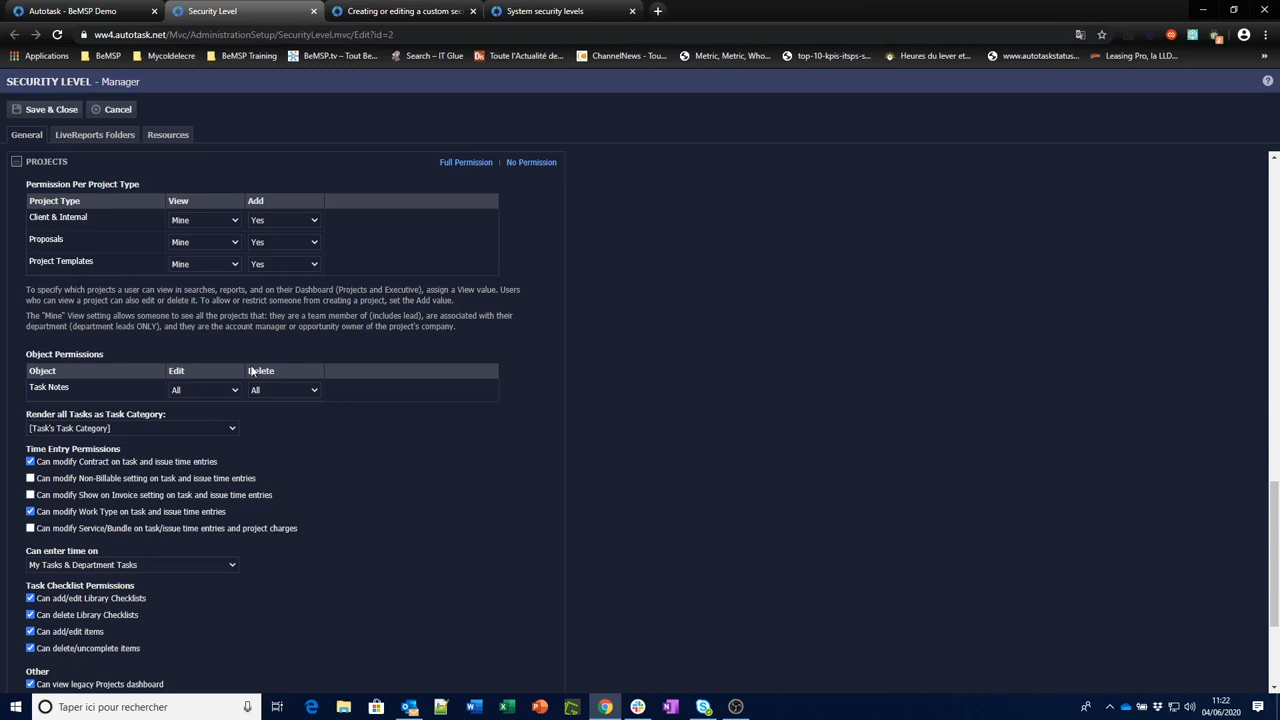 Autotask - BeMSP Demo
Security Level
Creating or editing a custom sec
System security levels
ww4.autotask.net/Mvc/AdministrationSetup/SecurityLevel.mvc/Edit?id=2
Applications
BeMSP
Mycoldelecro
BeMSP Training
BeMSP.tv – Tout Be...
Search – IT Glue
Toute l'Actualité de...
ChannelNews - Tou...
Metric, Metric, Who...
top-10-kpis-itsps-s...
Heures du lever et...
www.autotaskstatus...
Leasing Pro, la LLD...
SECURITY LEVEL - Manager
Save & Close
Cancel
General
LiveReports Folders
Resources
PROJECTS
Full Permission | No Permission
Permission Per Project Type
Project Type View Add
Client & Internal Mine Yes
Proposals Mine Yes
Project Templates Mine Yes
To specify which projects a user can view in searches, reports, and on their Dashboard (Projects and Executive), assign a View value. Users
who can view a project can also edit or delete it. To allow or restrict someone from creating a project, set the Add value.
The "Mine" View setting allows someone to see all the projects that: they are a team member of (includes lead), are associated with their
department (department leads ONLY), and they are the account manager or opportunity owner of the project's company.
Object Permissions
Object Edit Delete
Task Notes All All
Render all Tasks as Task Category:
[Task's Task Category]
Time Entry Permissions
Can modify Contract on task and issue time entries
Can modify Non-Billable setting on task and issue time entries
Can modify Show on Invoice setting on task and issue time entries
Can modify Work Type on task and issue time entries
Can modify Service/Bundle on task/issue time entries and project charges
Can enter time on
My Tasks & Department Tasks
Task Checklist Permissions
Can add/edit Library Checklists
Can delete Library Checklists
Can add/edit items
Can delete/uncomplete items
Other
Can view legacy Projects dashboard
Taper ici pour rechercher
11:22
04/06/2020